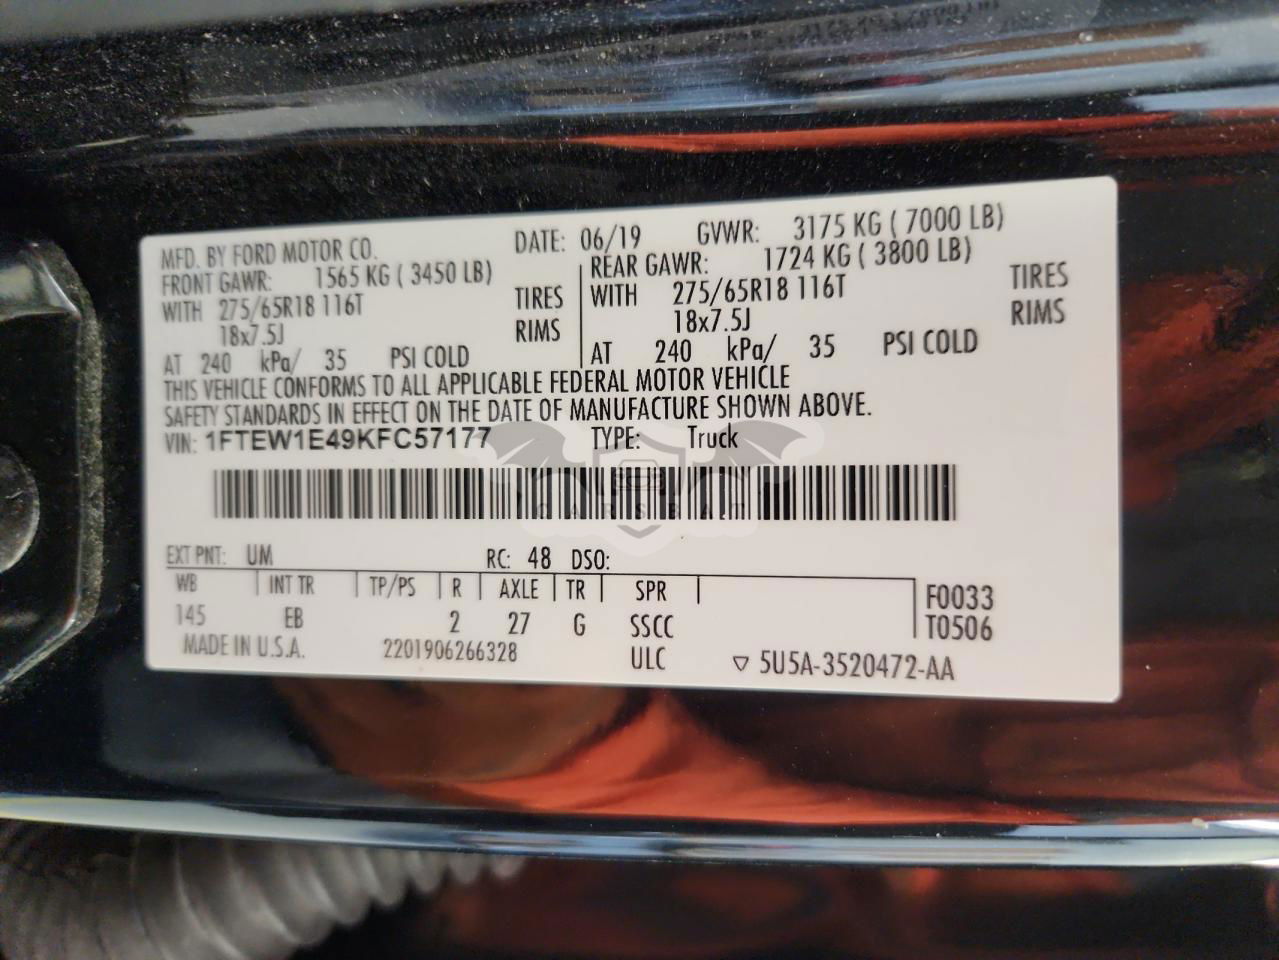 MFD. BY FORD MOTOR CO. DATE: 06/19 GVWR: 3175 KG ( 7000 LB)
FRONT GAWR: 1565 KG ( 3450 LB) REAR GAWR: 1724 KG ( 3800 LB)
WITH 275/65R18 116T TIRES WITH 275/65R18 116T TIRES
18x7.5J RIMS 18x7.5J RIMS
AT 240 kPa/ 35 PSI COLD AT 240 kPa/ 35 PSI COLD
THIS VEHICLE CONFORMS TO ALL APPLICABLE FEDERAL MOTOR VEHICLE
SAFETY STANDARDS IN EFFECT ON THE DATE OF MANUFACTURE SHOWN ABOVE.
VIN: 1FTEW1E49KFC57177 TYPE: Truck
CARSBAT
EXT PNT: UM RC: 48 DSO:
WB INT TR TP/PS R AXLE TR SPR F0033
145 EB 2 27 G SSCC T0506
MADE IN U.S.A. 2201906266328 ULC ▽ 5U5A-3520472-AA